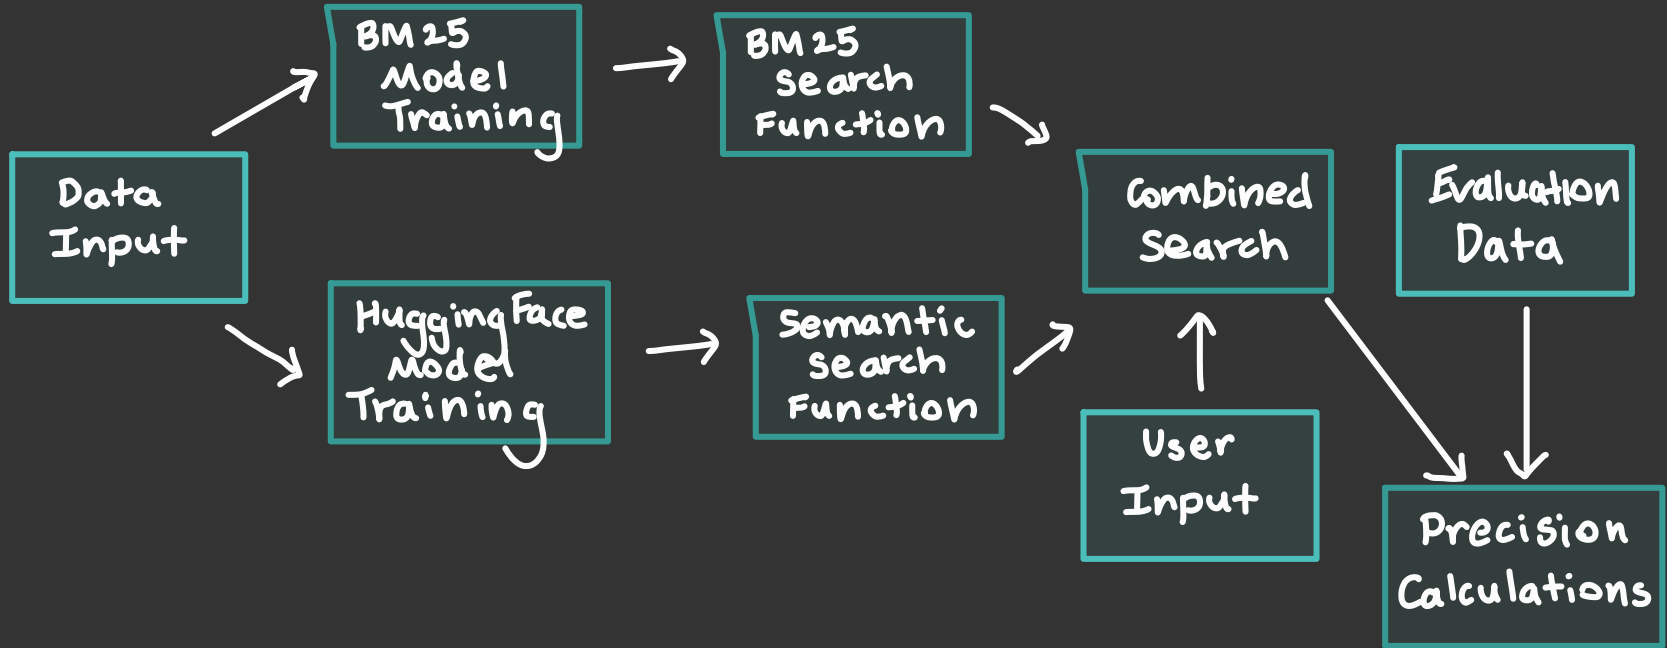 BM25
Model
Training
BM25
Search
Function
Data
Input
Combined
Search
Evaluation
Data
HuggingFace
Model
Training
Semantic
Search
Function
User
Input
Precision
Calculations